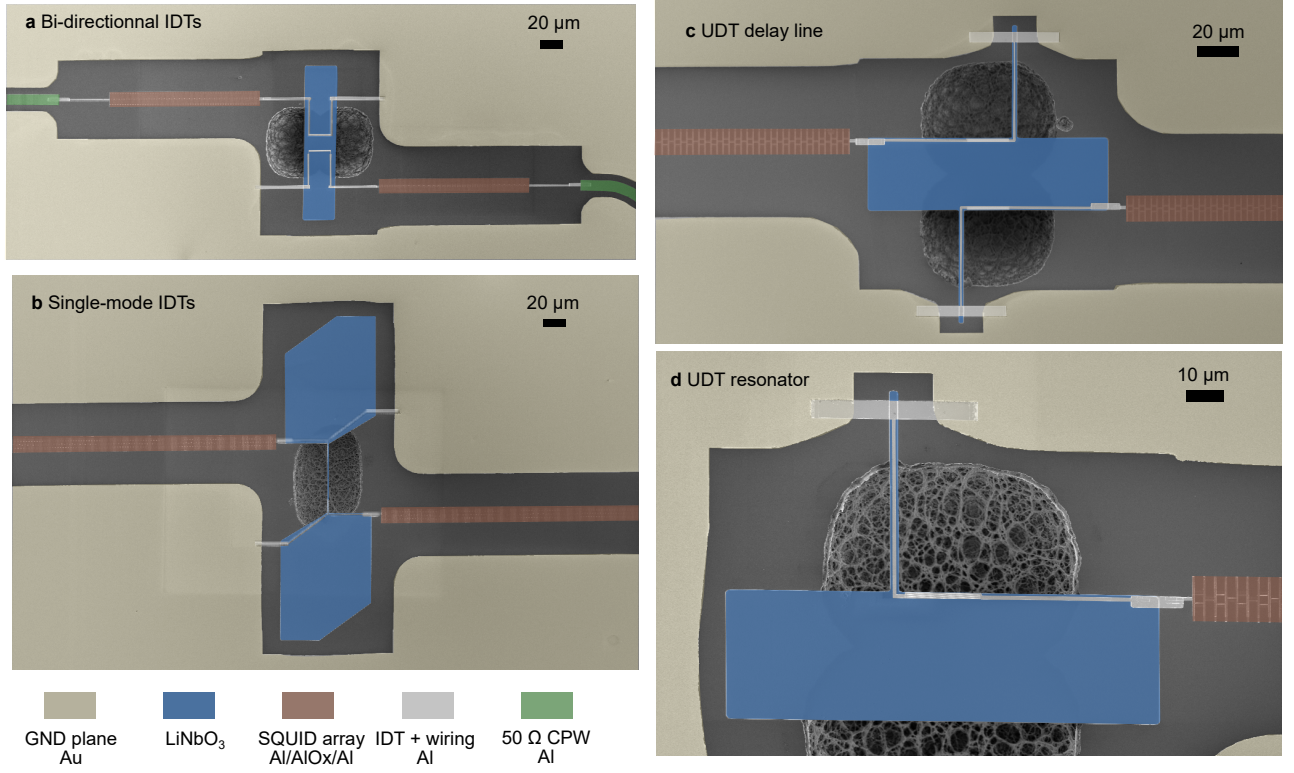 a Bi-directionnal IDTs
20 µm
b Single-mode IDTs
20 µm
c UDT delay line
20 µm
d UDT resonator
10 µm
GND plane
Au
LiNbO₃
SQUID array
Al/AlOx/Al
IDT + wiring
Al
50 Ω CPW
Al